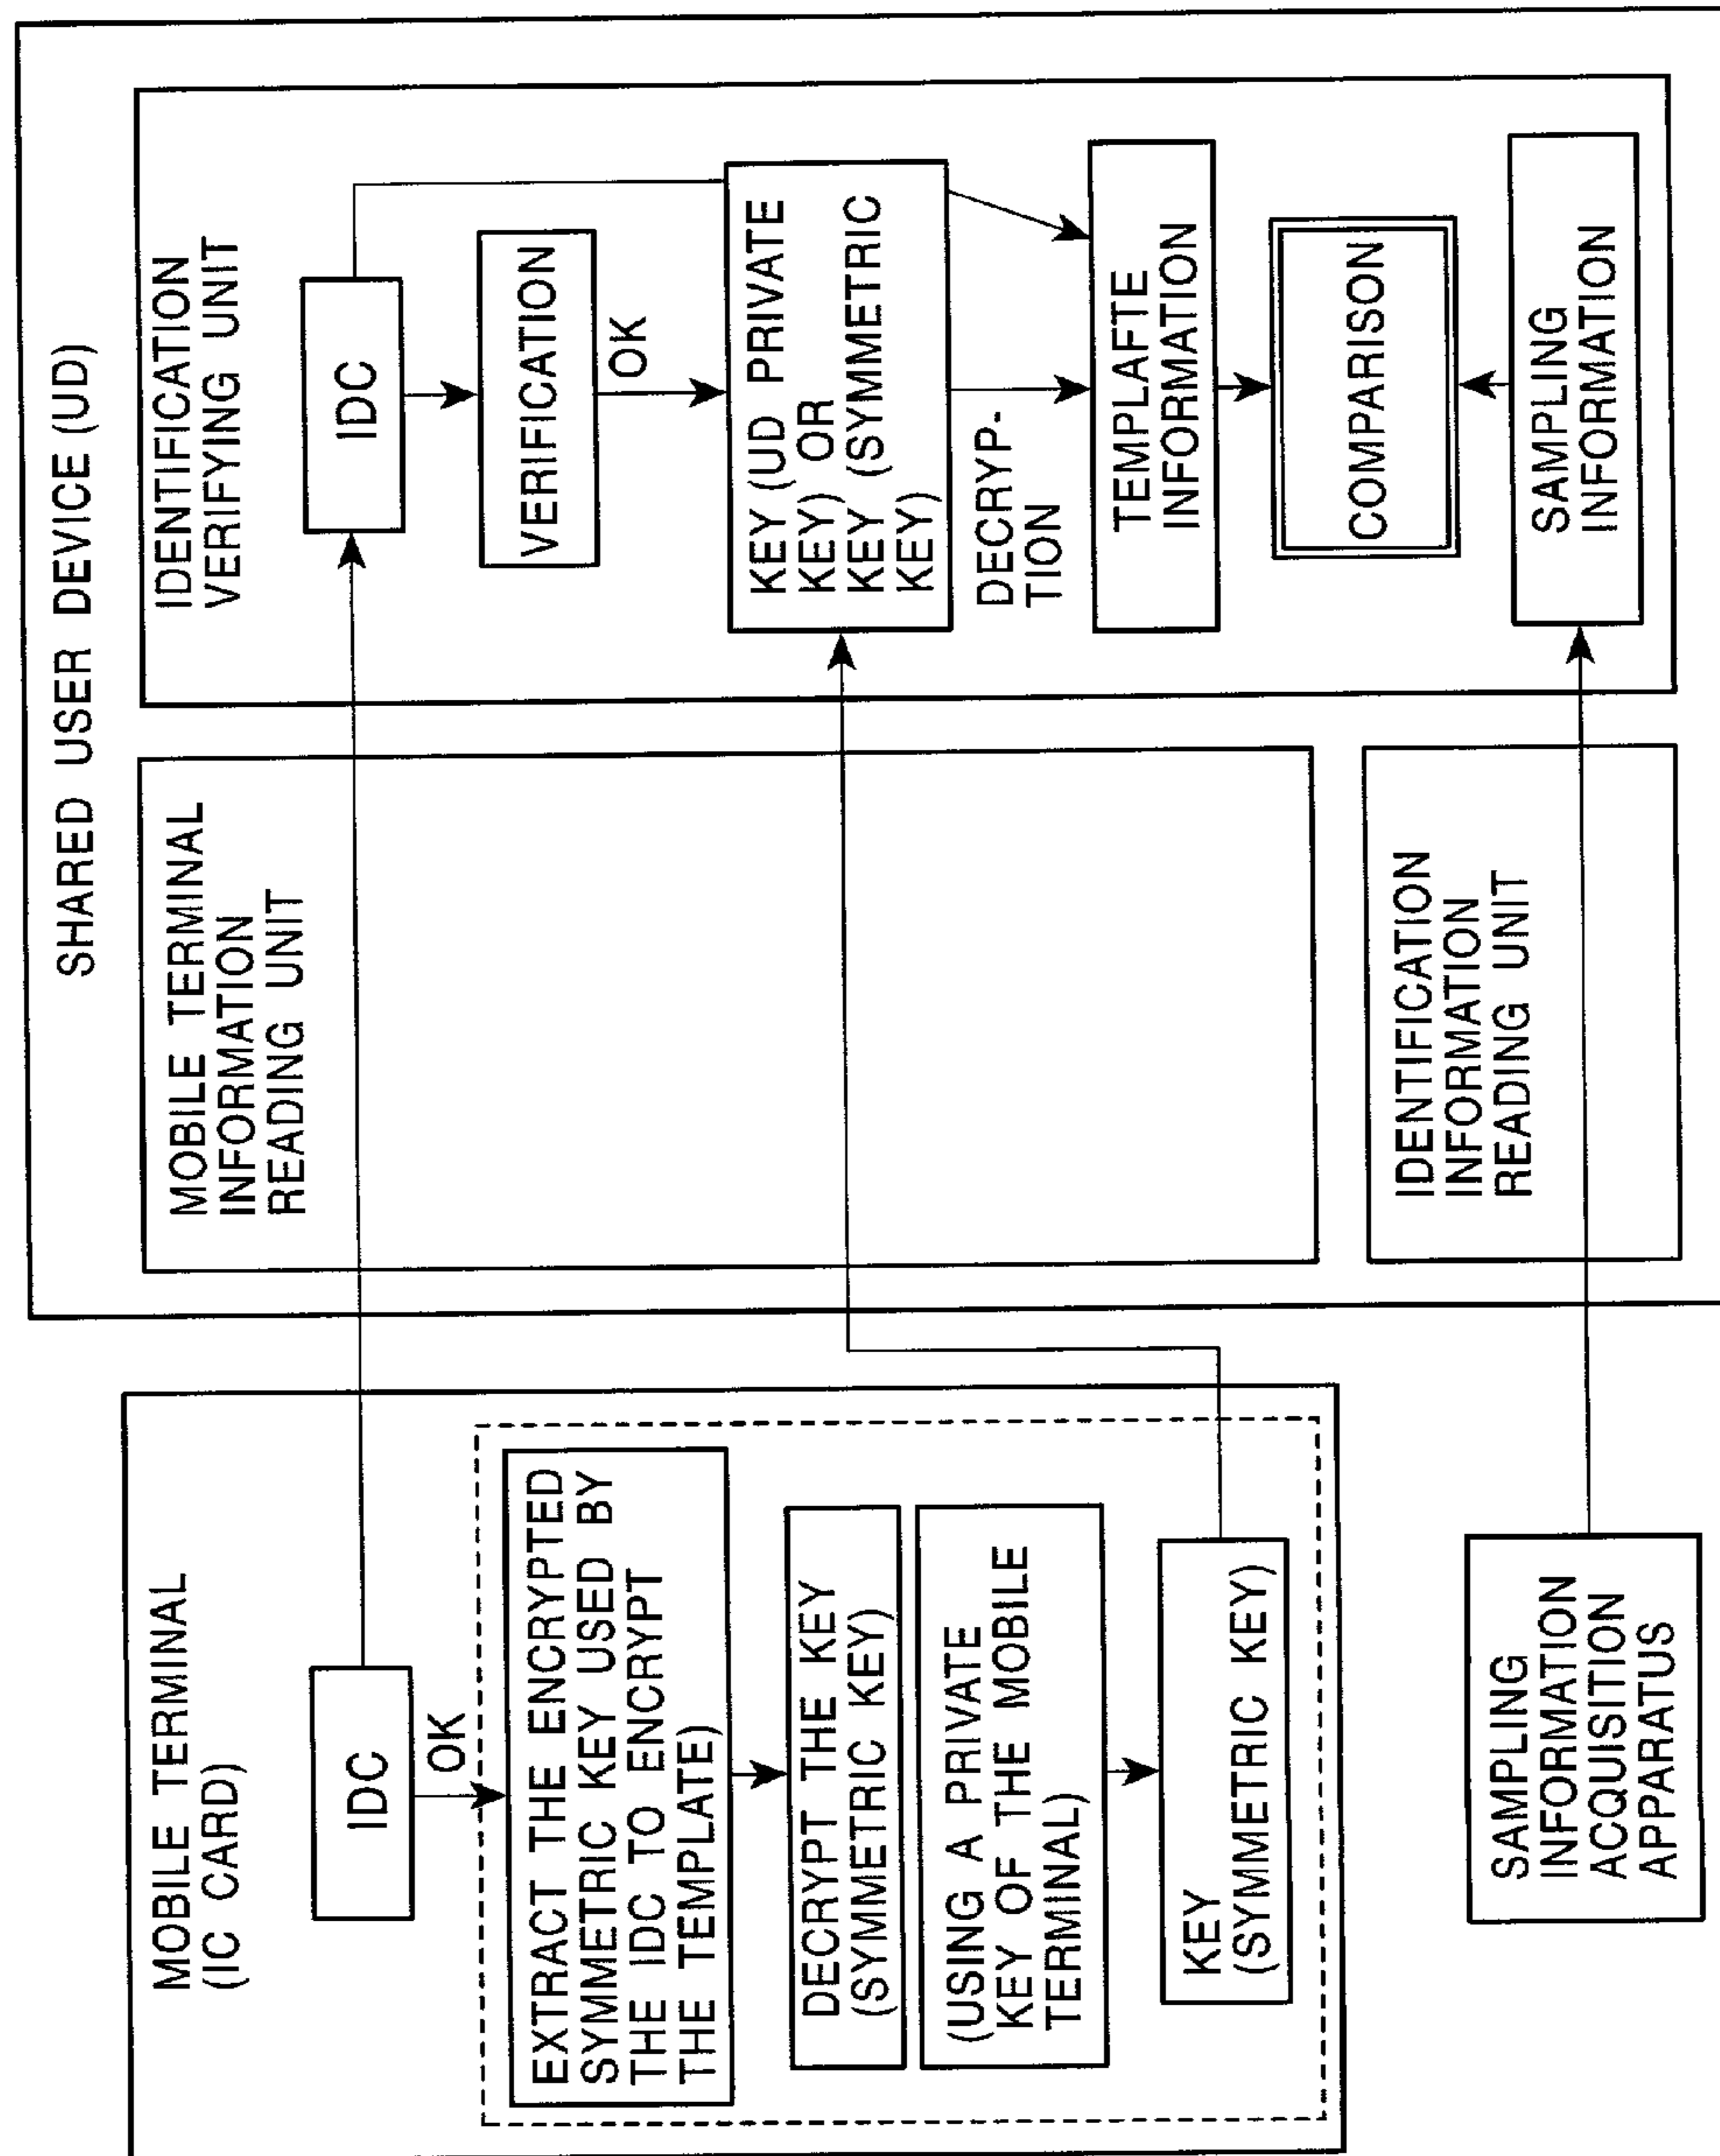 SHARED USER DEVICE (UD)
MOBILE TERMINAL
(IC CARD)
IDC
OK
EXTRACT THE ENCRYPTED
SYMMETRIC KEY USED BY
THE IDC TO ENCRYPT
THE TEMPLATE)
DECRYPT THE KEY
(SYMMETRIC KEY)
(USING A PRIVATE
KEY OF THE MOBILE
TERMINAL)
KEY
(SYMMETRIC KEY)
SAMPLING
INFORMATION
ACQUISITION
APPARATUS
MOBILE TERMINAL
INFORMATION
READING UNIT
IDENTIFICATION
INFORMATION
READING UNIT
IDENTIFICATION
VERIFYING UNIT
IDC
VERIFICATION
OK
KEY (UD PRIVATE
KEY) OR
KEY (SYMMETRIC
KEY)
DECRYP-
TION
TEMPLAFTE
INFORMATION
COMPARISON
SAMPLING
INFORMATION